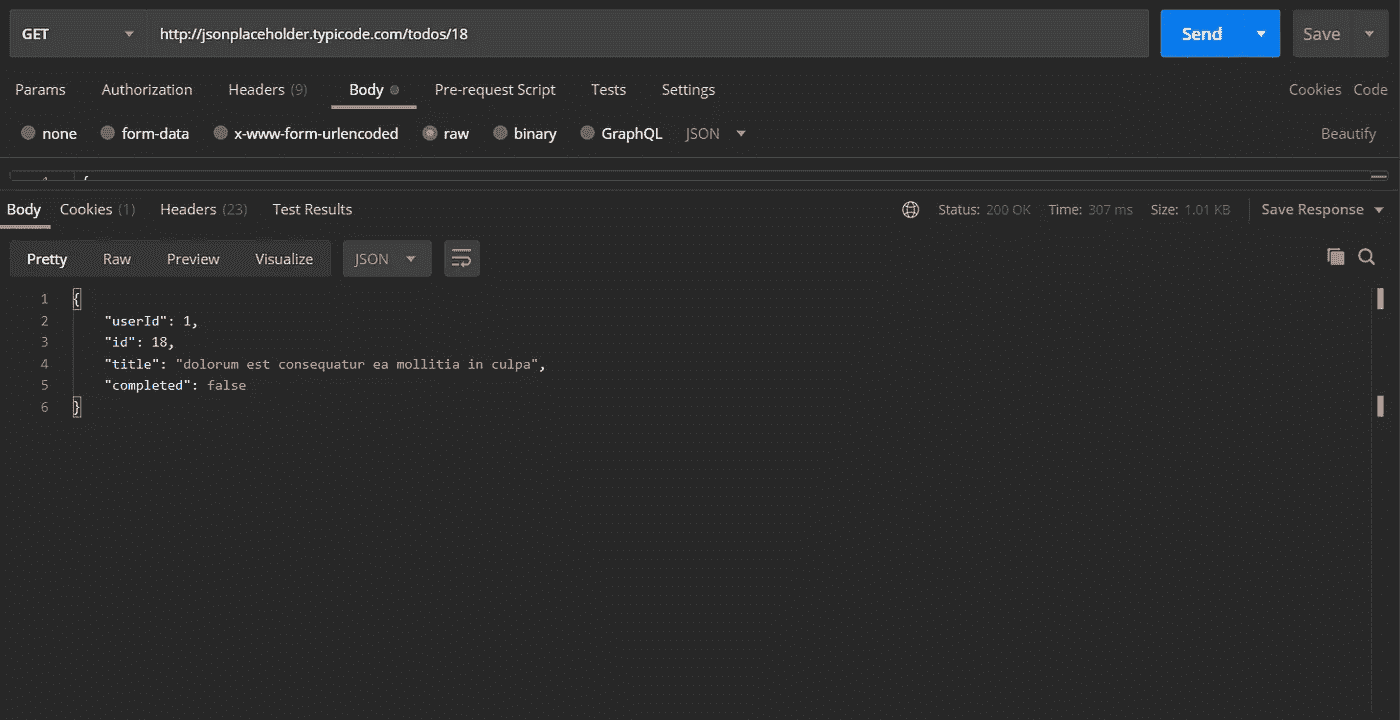 GET http://jsonplaceholder.typicode.com/todos/18 Send Save
Params Authorization Headers (9) Body Pre-request Script Tests Settings Cookies Code
none form-data x-www-form-urlencoded raw binary GraphQL JSON Beautify
Body Cookies (1) Headers (23) Test Results Status: 200 OK Time: 307 ms Size: 1.01 KB Save Response
Pretty Raw Preview Visualize JSON
1 {
2 "userId": 1,
3 "id": 18,
4 "title": "dolorum est consequatur ea mollitia in culpa",
5 "completed": false
6 }